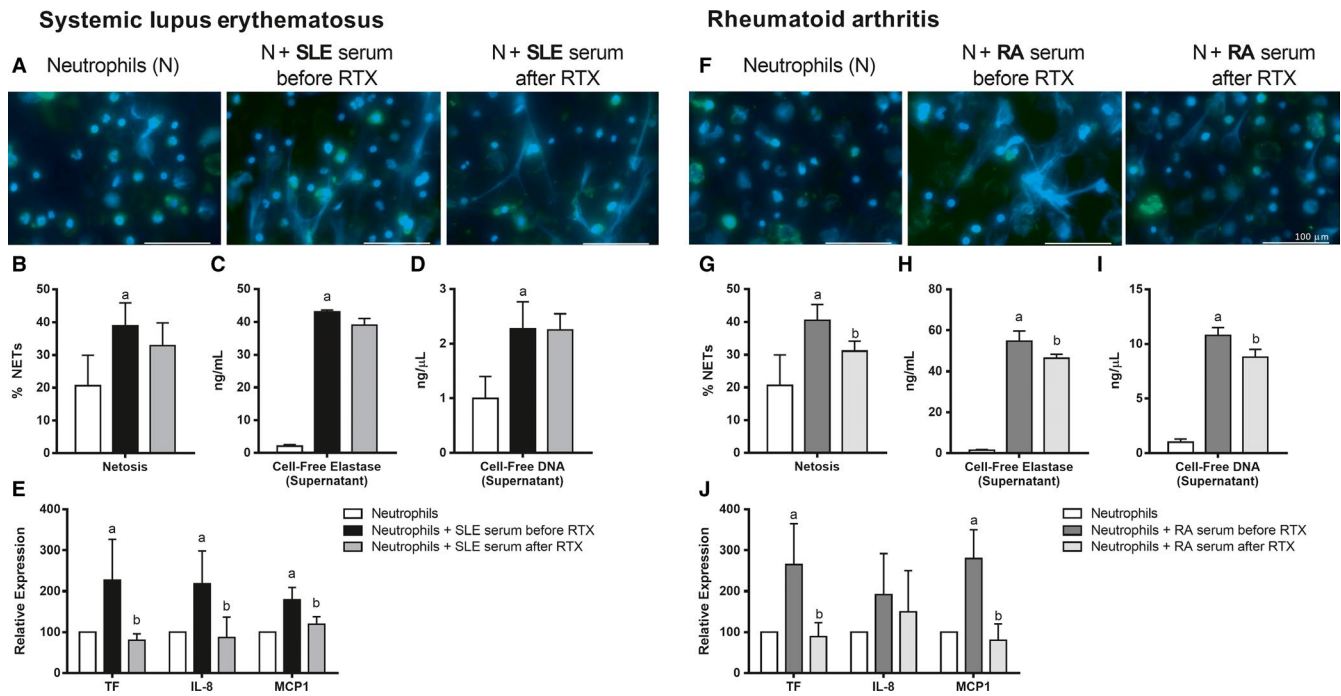 Systemic lupus erythematosus
A
Neutrophils (N)
N + SLE serum
before RTX
N + SLE serum
after RTX
B
50
40
30
20
10
0
% NETs
a
Netosis
C
50
40
30
20
10
0
ng/mL
a
Cell-Free Elastase
(Supernatant)
D
3
2
1
0
ng/μL
a
Cell-Free DNA
(Supernatant)
E
400
300
200
100
0
Relative Expression
a
b
a
b
a
b
TF
IL-8
MCP1
Neutrophils
Neutrophils + SLE serum before RTX
Neutrophils + SLE serum after RTX
Rheumatoid arthritis
F
Neutrophils (N)
N + RA serum
before RTX
N + RA serum
after RTX
100 μm
G
50
40
30
20
10
0
% NETs
a
b
Netosis
H
80
60
40
20
0
ng/mL
a
b
Cell-Free Elastase
(Supernatant)
I
15
10
5
0
ng/μL
a
b
Cell-Free DNA
(Supernatant)
J
400
300
200
100
0
Relative Expression
a
b
a
b
TF
IL-8
MCP1
Neutrophils
Neutrophils + RA serum before RTX
Neutrophils + RA serum after RTX